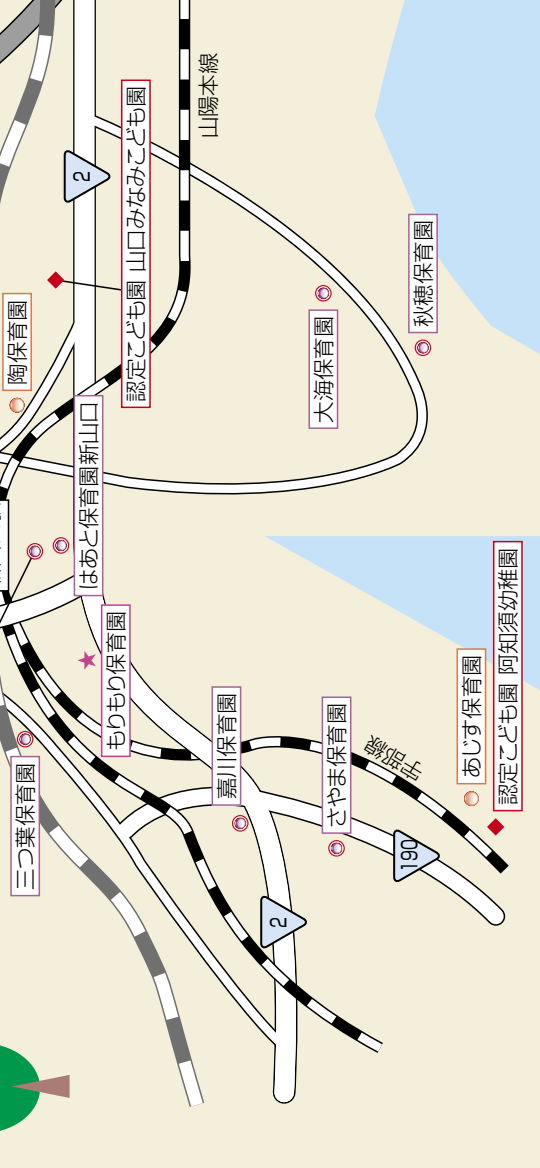 山陽本線
2
認定こども園 山口みなみこども園
陶保育園
秋穂保育園
大海保育園
はあと保育園新山口
もりもり保育園
三つ葉保育園
嘉川保育園
さやま保育園
宇部線
あじす保育園
認定こども園 阿知須幼稚園
190
2